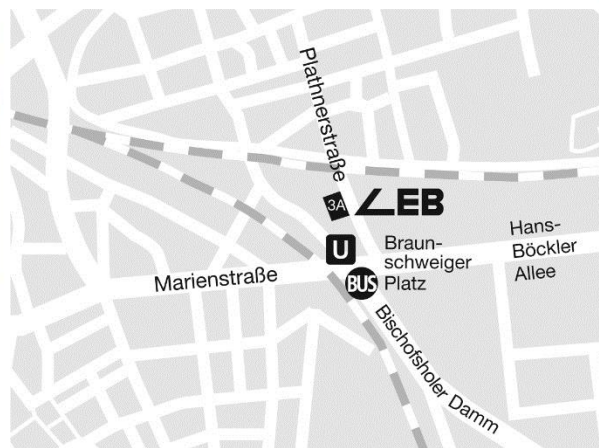 Plathnerstraße
3A
LEB
U
Braun-
schweiger
Platz
Hans-
Böckler
Allee
Marienstraße
BUS
Bischofsholer Damm